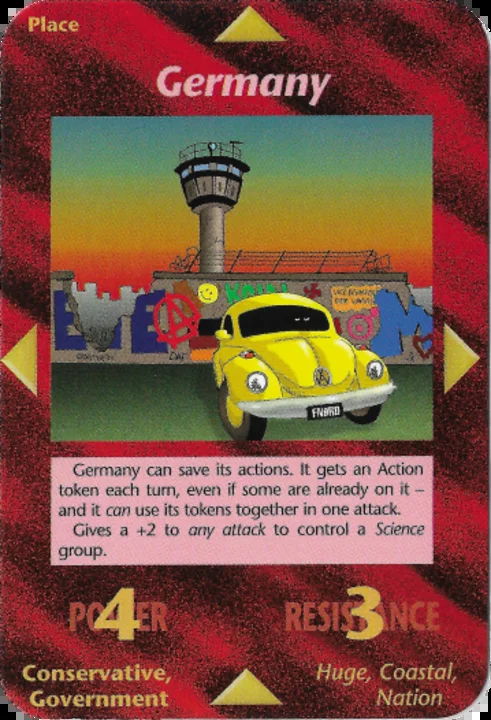 Place
Germany
FNORD
Germany can save its actions. It gets an Action
token each turn, even if some are already on it –
and it can use its tokens together in one attack.
Gives a +2 to any attack to control a Science
group.
POWER 4
RESISTANCE 3
Conservative,
Government
Huge, Coastal,
Nation